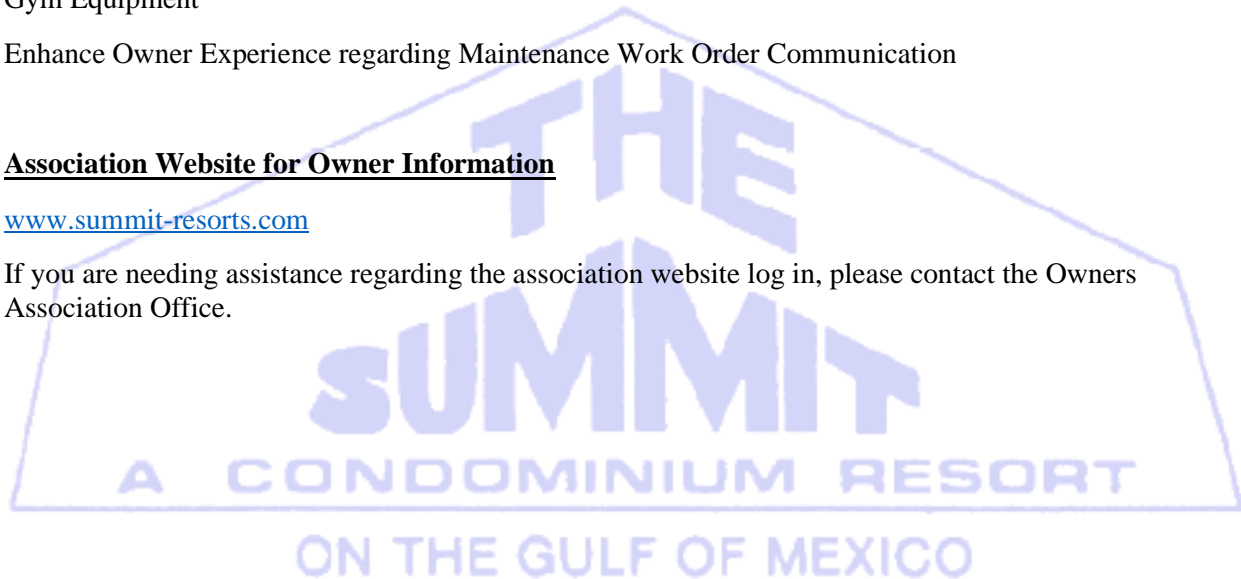 Gym Equipment
Enhance Owner Experience regarding Maintenance Work Order Communication
Association Website for Owner Information
www.summit-resorts.com
If you are needing assistance regarding the association website log in, please contact the Owners
Association Office.
THE
SUMMIT
A CONDOMINIUM RESORT
ON THE GULF OF MEXICO